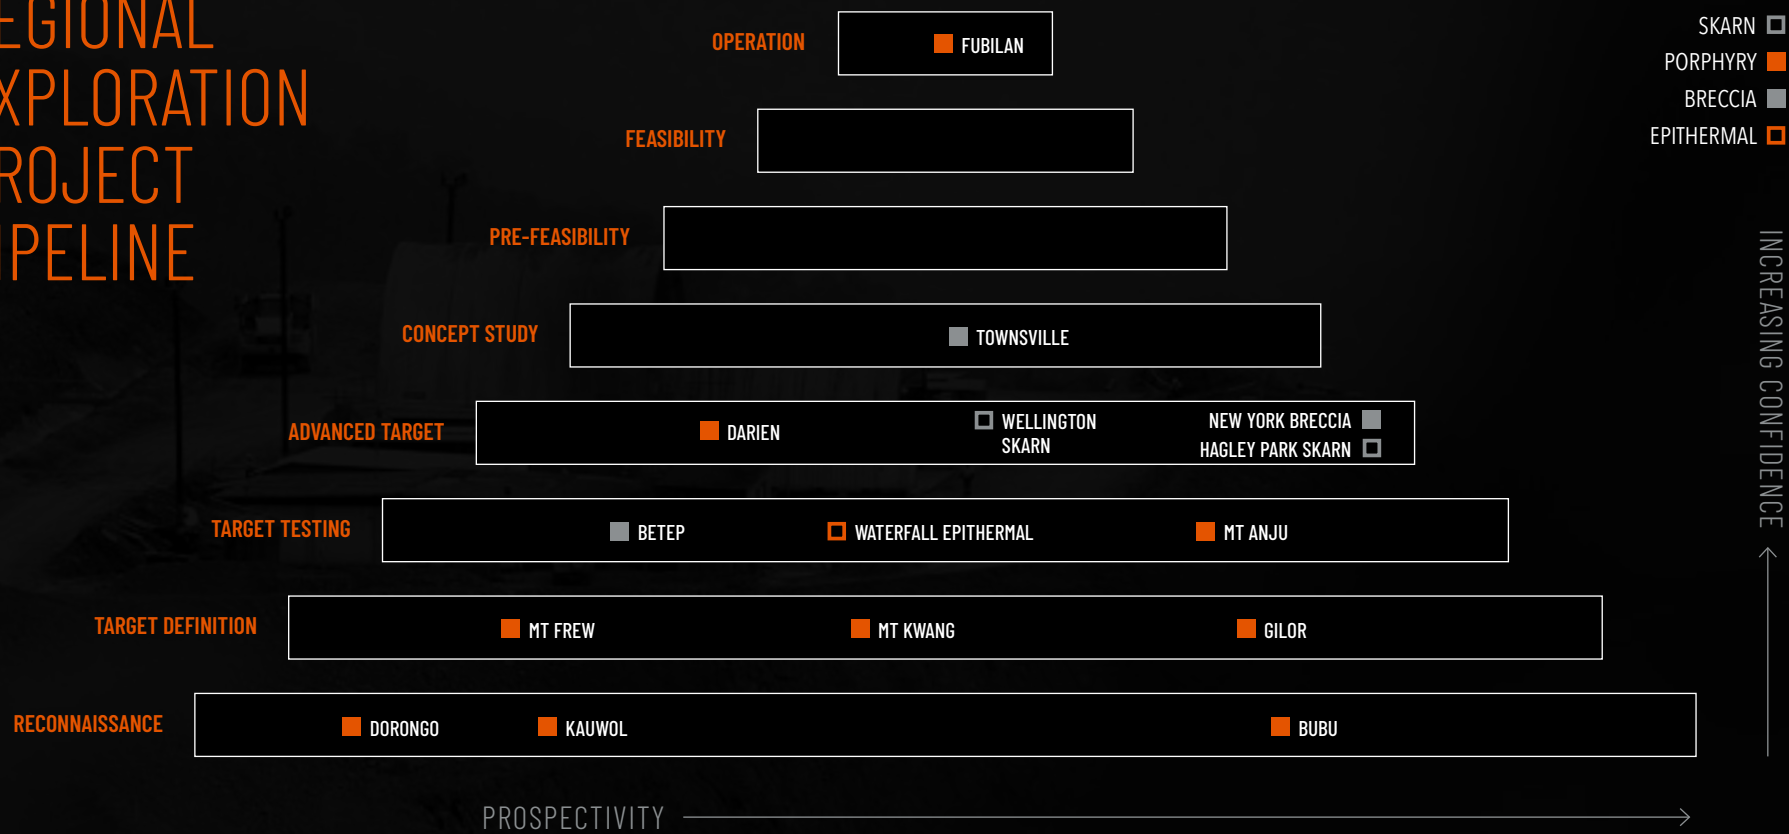 EGIONAL
XPLORATION
ROJECT
IPELINE
SKARN
PORPHYRY
BRECCIA
EPITHERMAL
OPERATION
FUBILAN
FEASIBILITY
PRE-FEASIBILITY
CONCEPT STUDY
TOWNSVILLE
ADVANCED TARGET
DARIEN
WELLINGTON
SKARN
NEW YORK BRECCIA
HAGLEY PARK SKARN
TARGET TESTING
BETEP
WATERFALL EPITHERMAL
MT ANJU
TARGET DEFINITION
MT FREW
MT KWANG
GILOR
RECONNAISSANCE
DORONGO
KAUWOL
BUBU
PROSPECTIVITY
INCREASING CONFIDENCE